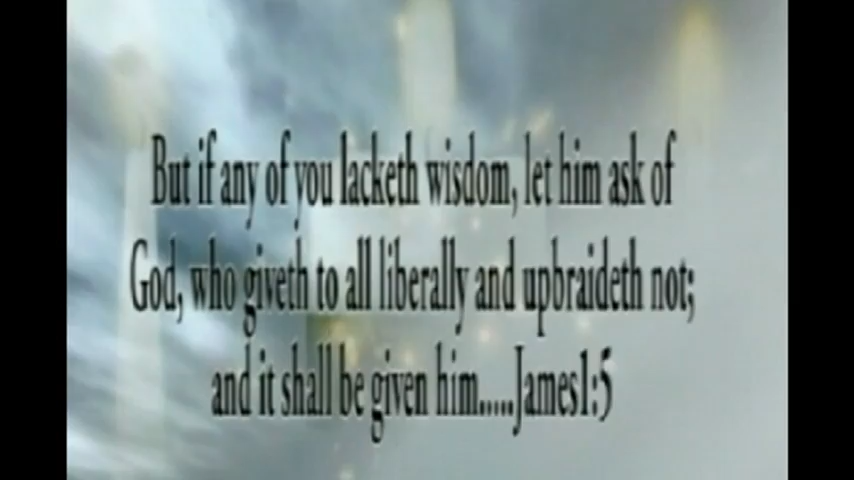 But if any of you lacketh wisdom, let him ask of
God, who giveth to all liberally and upbraideth not;
and it shall be given him.....James1:5